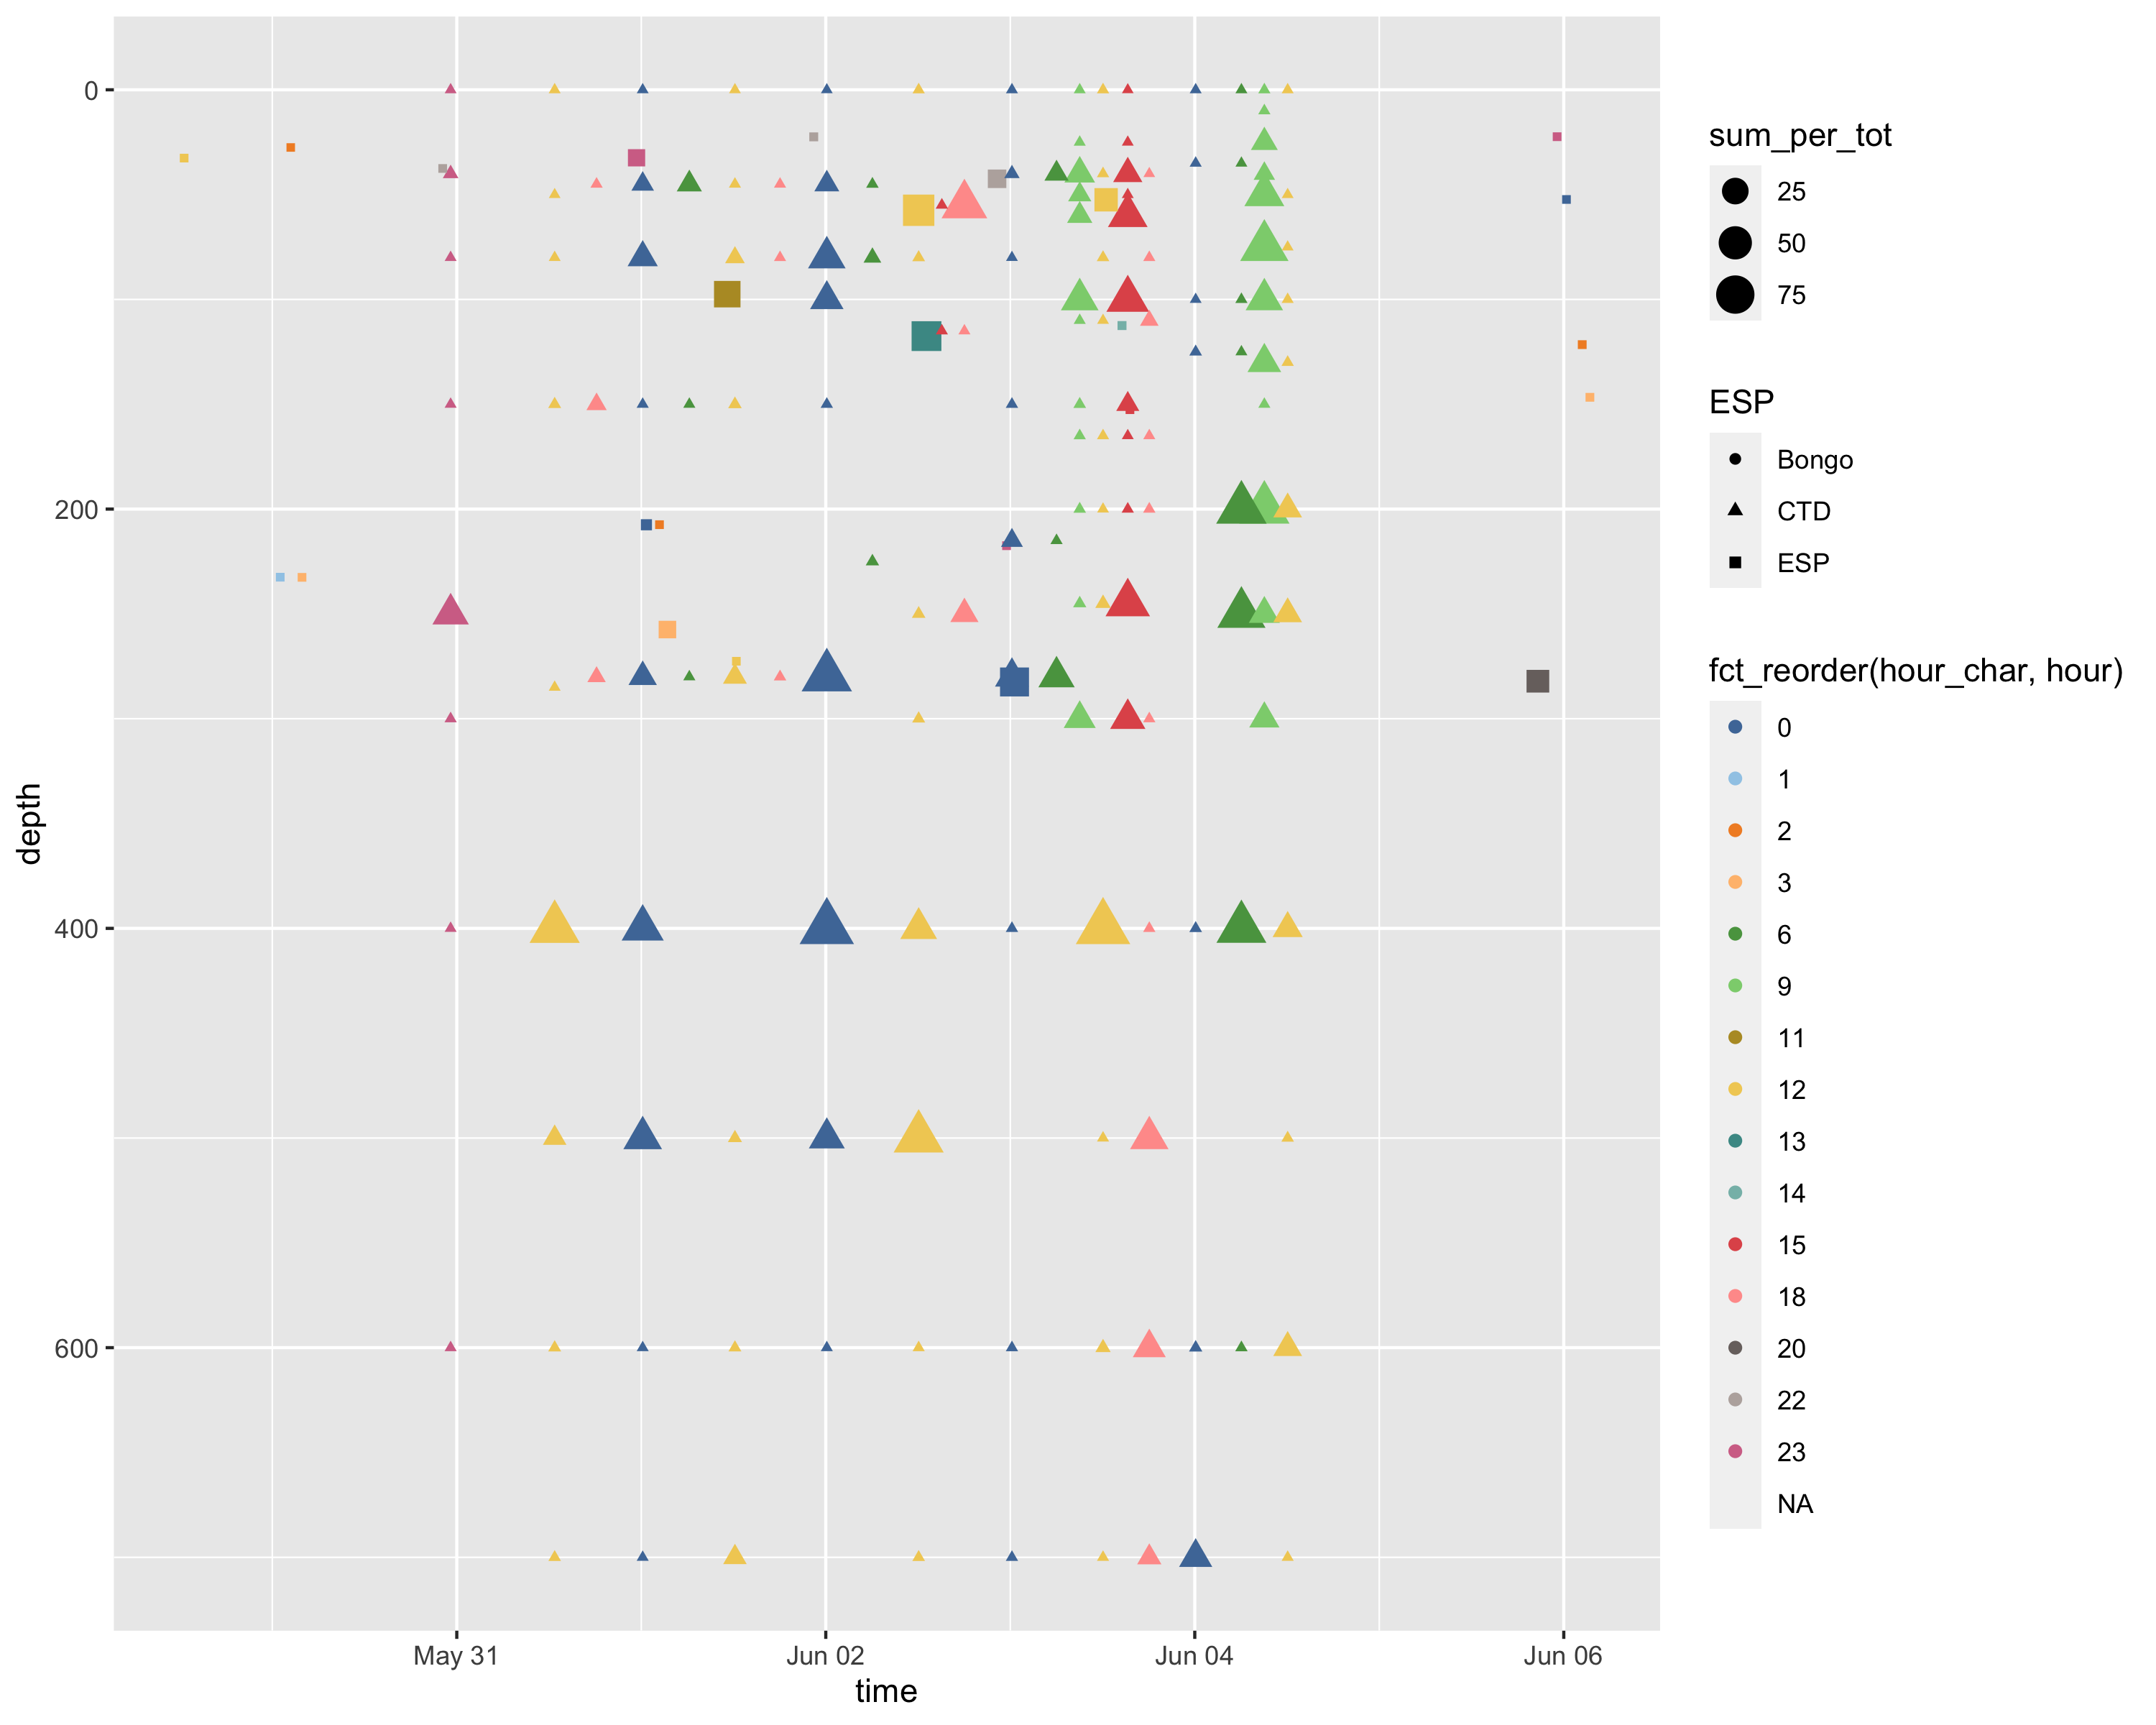 0
200
400
600
depth
May 31
Jun 02
Jun 04
Jun 06
time
sum_per_tot
25
50
75
ESP
Bongo
CTD
ESP
fct_reorder(hour_char, hour)
0
1
2
3
6
9
11
12
13
14
15
18
20
22
23
NA